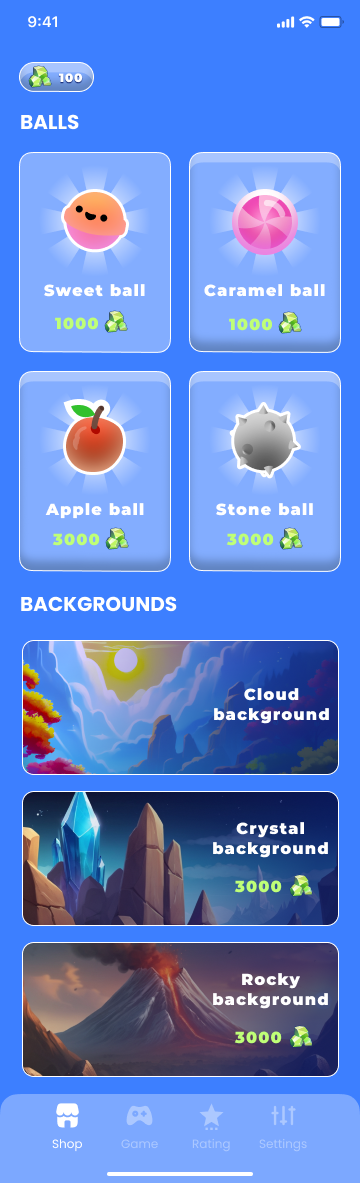 9:41
100
BALLS
Sweet ball
1000
Caramel ball
1000
Apple ball
3000
Stone ball
3000
BACKGROUNDS
Cloud
background
Crystal
background
3000
Rocky
background
3000
Shop
Game
Rating
Settings